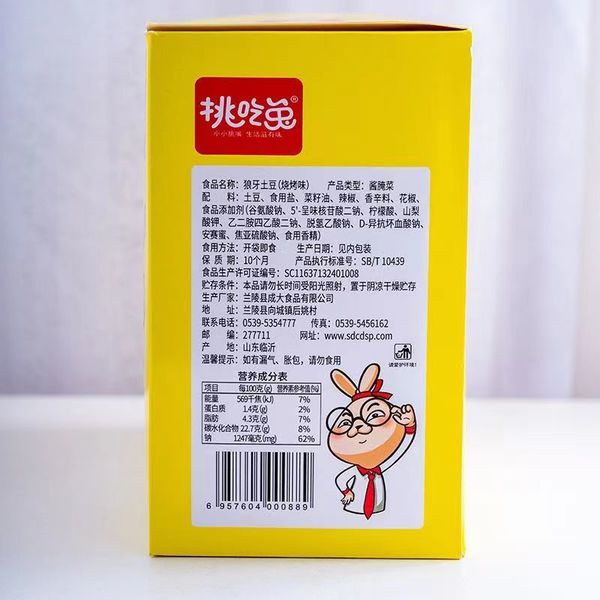 挑吃兔®
小小挑嘴 生活滋有味
食品名称：狼牙土豆(烧烤味) 产品类型：酱腌菜
配 料：土豆、食用盐、菜籽油、辣椒、香辛料、花椒、
食品添加剂(谷氨酸钠、5'-呈味核苷酸二钠、柠檬酸、山梨
酸钾、乙二胺四乙酸二钠、脱氢乙酸钠、D-异抗坏血酸钠、
安赛蜜、焦亚硫酸钠、食用香精)
食用方式：开袋即食 生产日期：见内包装
保 质 期：10个月 产品执行标准号：SB/T 10439
食品生产许可证编号：SC11637132401008
贮存条件：本品请勿长时间受阳光照射，置于阴凉干燥贮存
生产厂家：兰陵县成大食品有限公司
地 址：兰陵县向城镇后姚村
联系电话：0539-5354777 传真：0539-5456162
邮 编：277711 网址：www.sdcdsp.com
产 地：山东临沂
温馨提示：如有漏气、胀包，请勿食用
请爱护环境！
营养成分表
项目 每100克(g) 营养素参考值(%)
能量 569千焦(kJ) 7%
蛋白质 1.4克(g) 2%
脂肪 4.3克(g) 7%
碳水化合物 22.7克(g) 8%
钠 1247毫克(mg) 62%
6 957604 000889